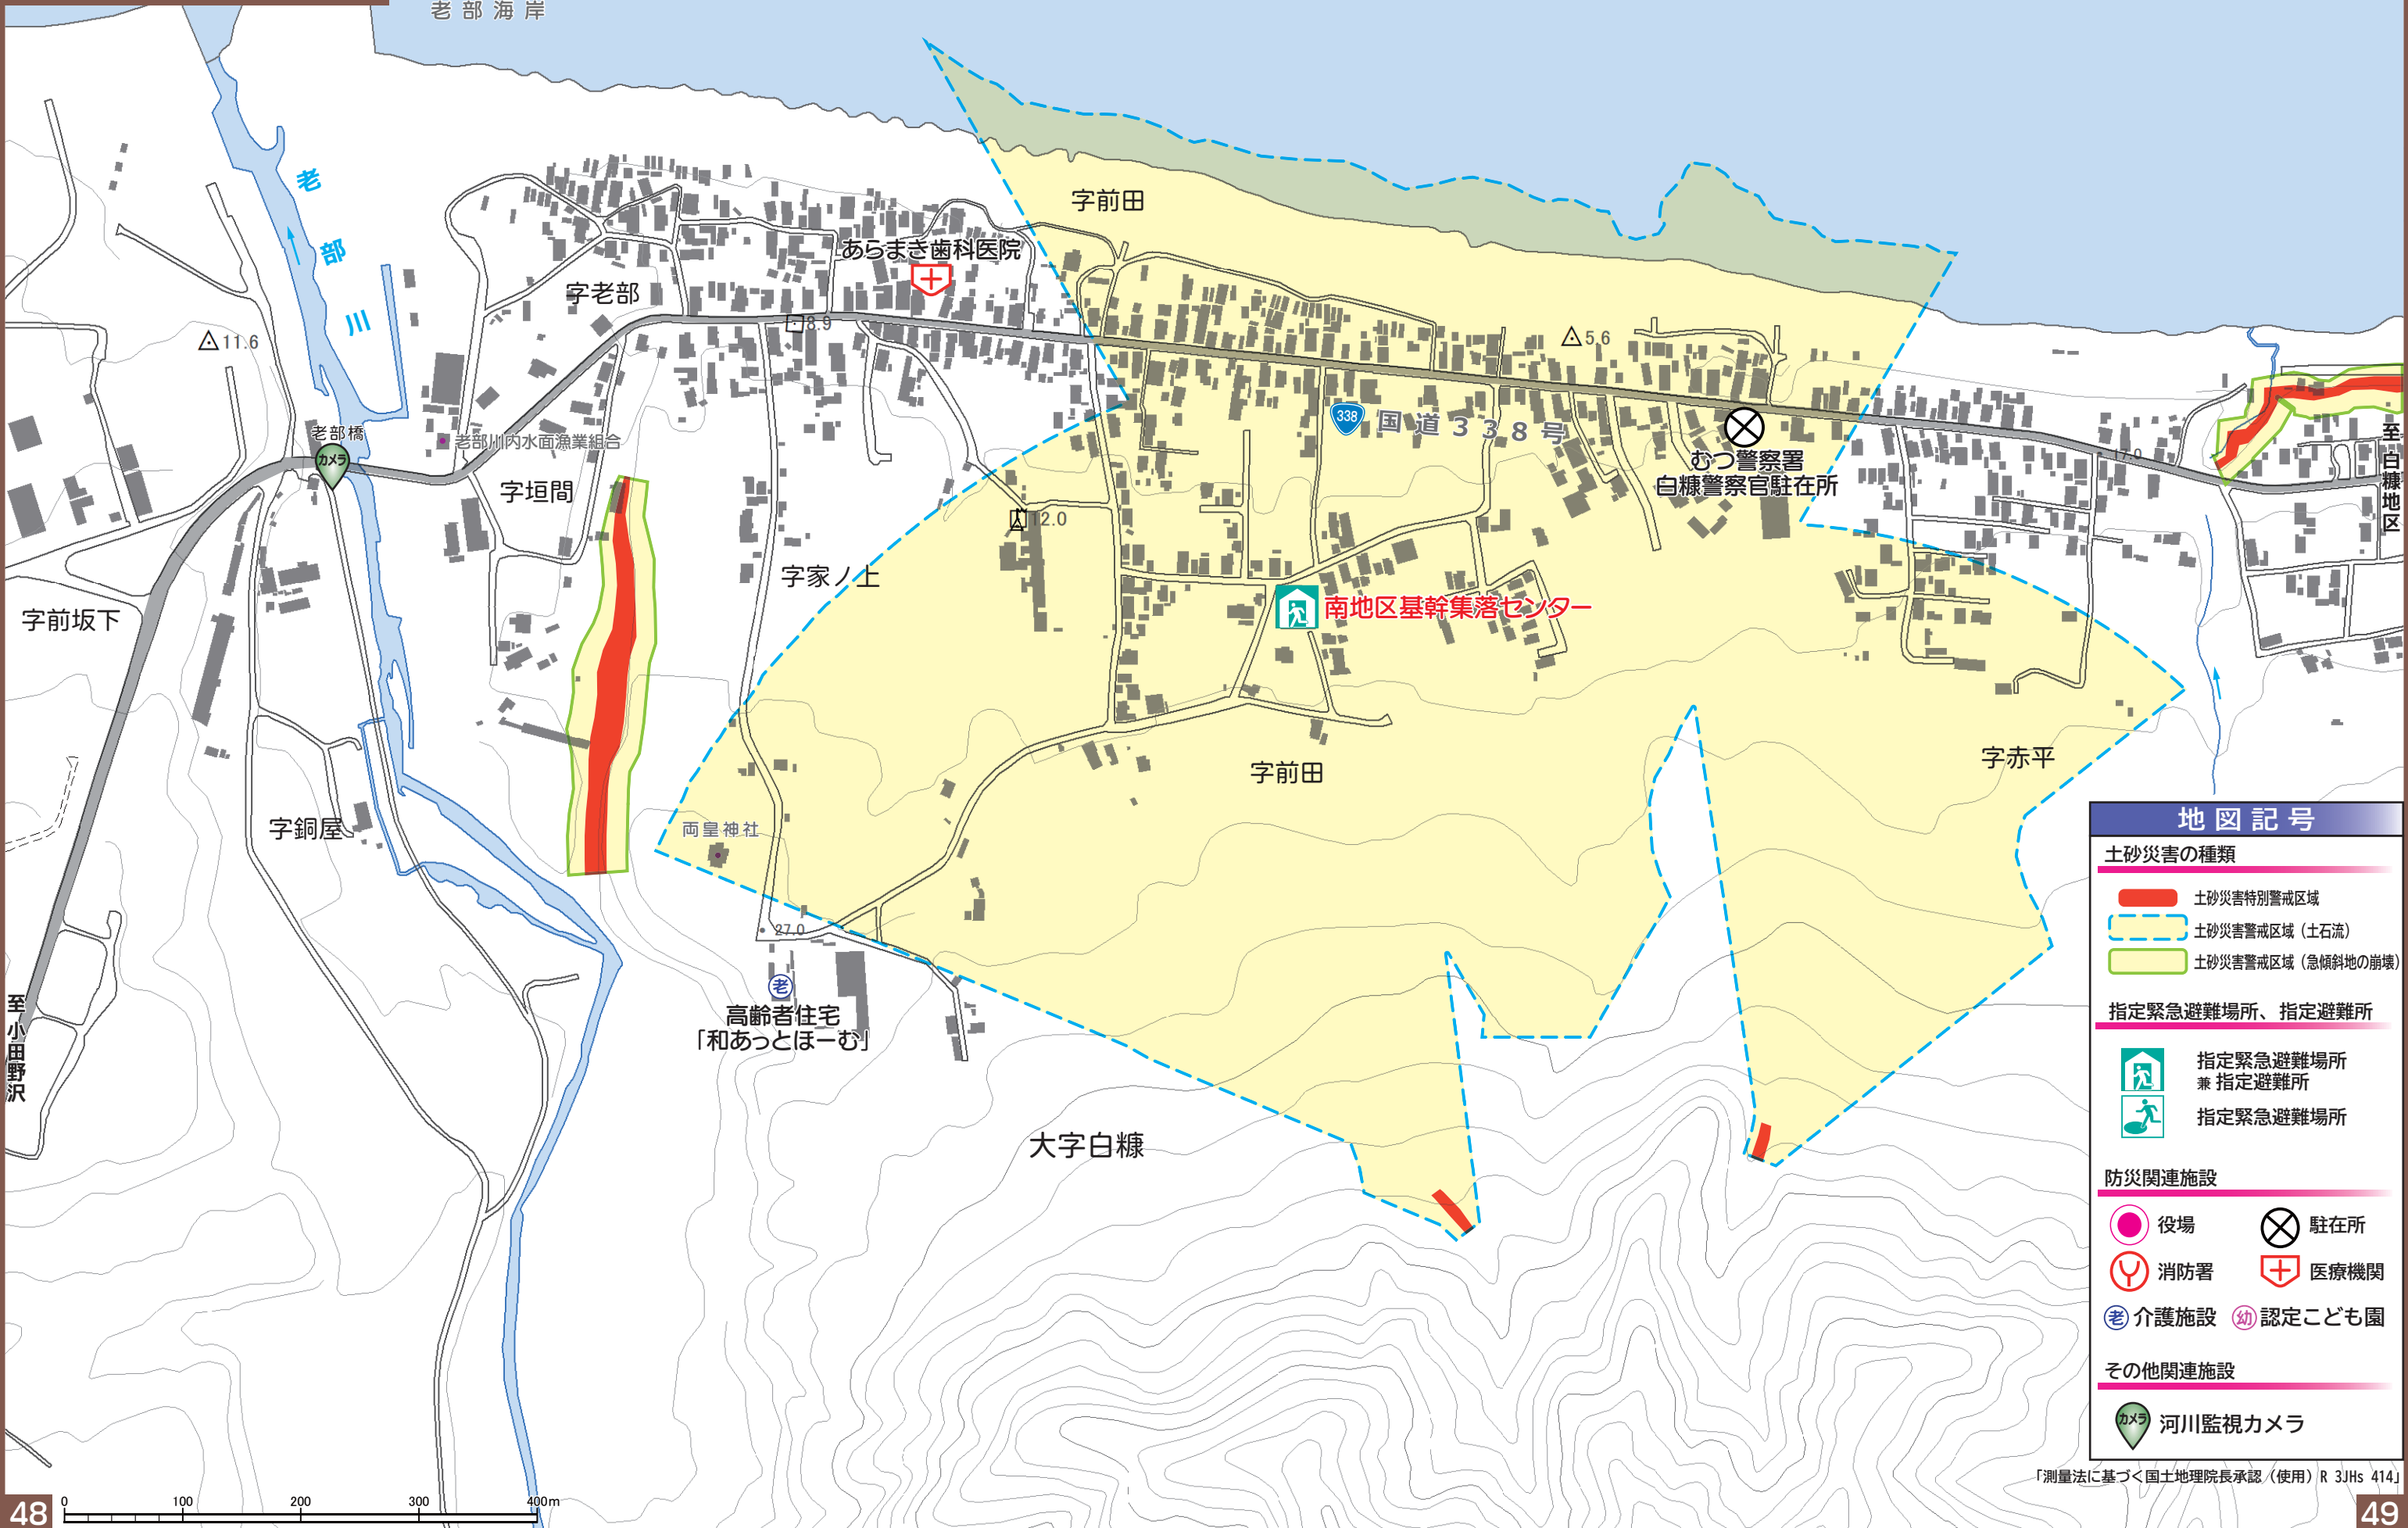 老部海岸
老部川
字前田
あらまき歯科医院
字老部
8.9
11.6
5.6
338
国道338号
老部橋
カメラ
老部川内水面漁業組合
字垣間
むつ警察署
白糠警察官駐在所
17.0
至 白糠地区
12.0
字家ノ上
字前坂下
南地区基幹集落センター
字前田
字赤平
字銅屋
両皇神社
27.0
老
高齢者住宅
「和あっとほーむ」
至 小田野沢
大字白糠
地図記号
土砂災害の種類
土砂災害特別警戒区域
土砂災害警戒区域（土石流）
土砂災害警戒区域（急傾斜地の崩壊）
指定緊急避難場所、指定避難所
指定緊急避難場所
兼 指定避難所
指定緊急避難場所
防災関連施設
役場
駐在所
消防署
医療機関
老 介護施設
幼 認定こども園
その他関連施設
カメラ 河川監視カメラ
「測量法に基づく国土地理院長承認（使用）R 3JHs 414」
48
0 100 200 300 400m
49